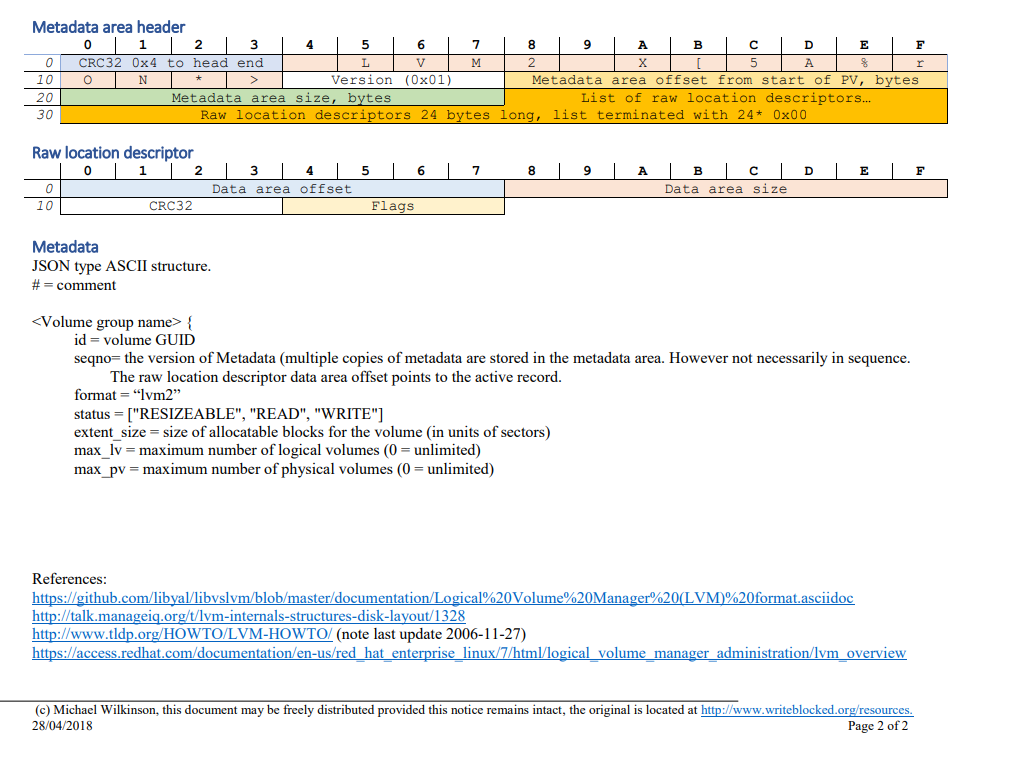 Metadata area header
0 1 2 3 4 5 6 7 8 9 A B C D E F
0 CRC32 0x4 to head end L V M 2 X [ 5 A % r
10 O N * > Version (0x01) Metadata area offset from start of PV, bytes
20 Metadata area size, bytes List of raw location descriptors…
30 Raw location descriptors 24 bytes long, list terminated with 24* 0x00
Raw location descriptor
0 1 2 3 4 5 6 7 8 9 A B C D E F
0 Data area offset Data area size
10 CRC32 Flags
Metadata
JSON type ASCII structure.
# = comment
<Volume group name> {
id = volume GUID
seqno= the version of Metadata (multiple copies of metadata are stored in the metadata area. However not necessarily in sequence.
The raw location descriptor data area offset points to the active record.
format = “lvm2”
status = ["RESIZEABLE", "READ", "WRITE"]
extent_size = size of allocatable blocks for the volume (in units of sectors)
max_lv = maximum number of logical volumes (0 = unlimited)
max_pv = maximum number of physical volumes (0 = unlimited)
References:
https://github.com/libyal/libvslvm/blob/master/documentation/Logical%20Volume%20Manager%20(LVM)%20format.asciidoc
http://talk.manageiq.org/t/lvm-internals-structures-disk-layout/1328
http://www.tldp.org/HOWTO/LVM-HOWTO/ (note last update 2006-11-27)
https://access.redhat.com/documentation/en-us/red_hat_enterprise_linux/7/html/logical_volume_manager_administration/lvm_overview
(c) Michael Wilkinson, this document may be freely distributed provided this notice remains intact, the original is located at http://www.writeblocked.org/resources.
28/04/2018 Page 2 of 2